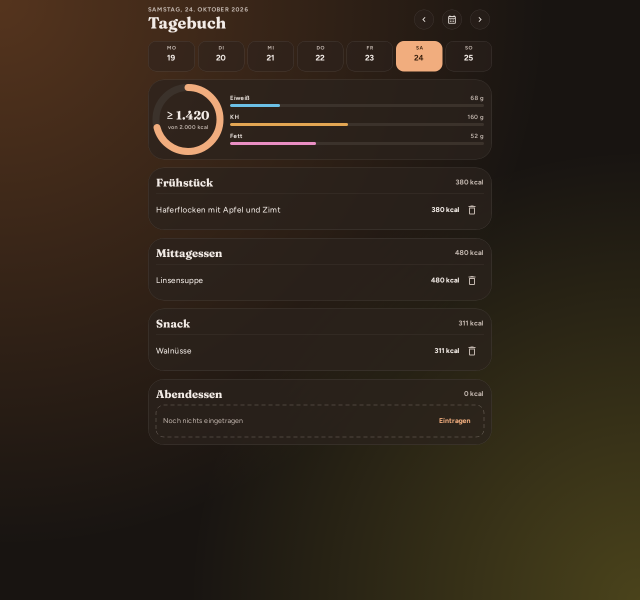 SAMSTAG, 24. OKTOBER 2026
Tagebuch
MO DI MI DO FR SA SO
19 20 21 22 23 24 25
≥ 1.420
von 2.000 kcal
Eiweiß 68 g
KH 160 g
Fett 52 g
Frühstück 380 kcal
Haferflocken mit Apfel und Zimt 380 kcal
Mittagessen 480 kcal
Linsensuppe 480 kcal
Snack 311 kcal
Walnüsse 311 kcal
Abendessen 0 kcal
Noch nichts eingetragen Eintragen